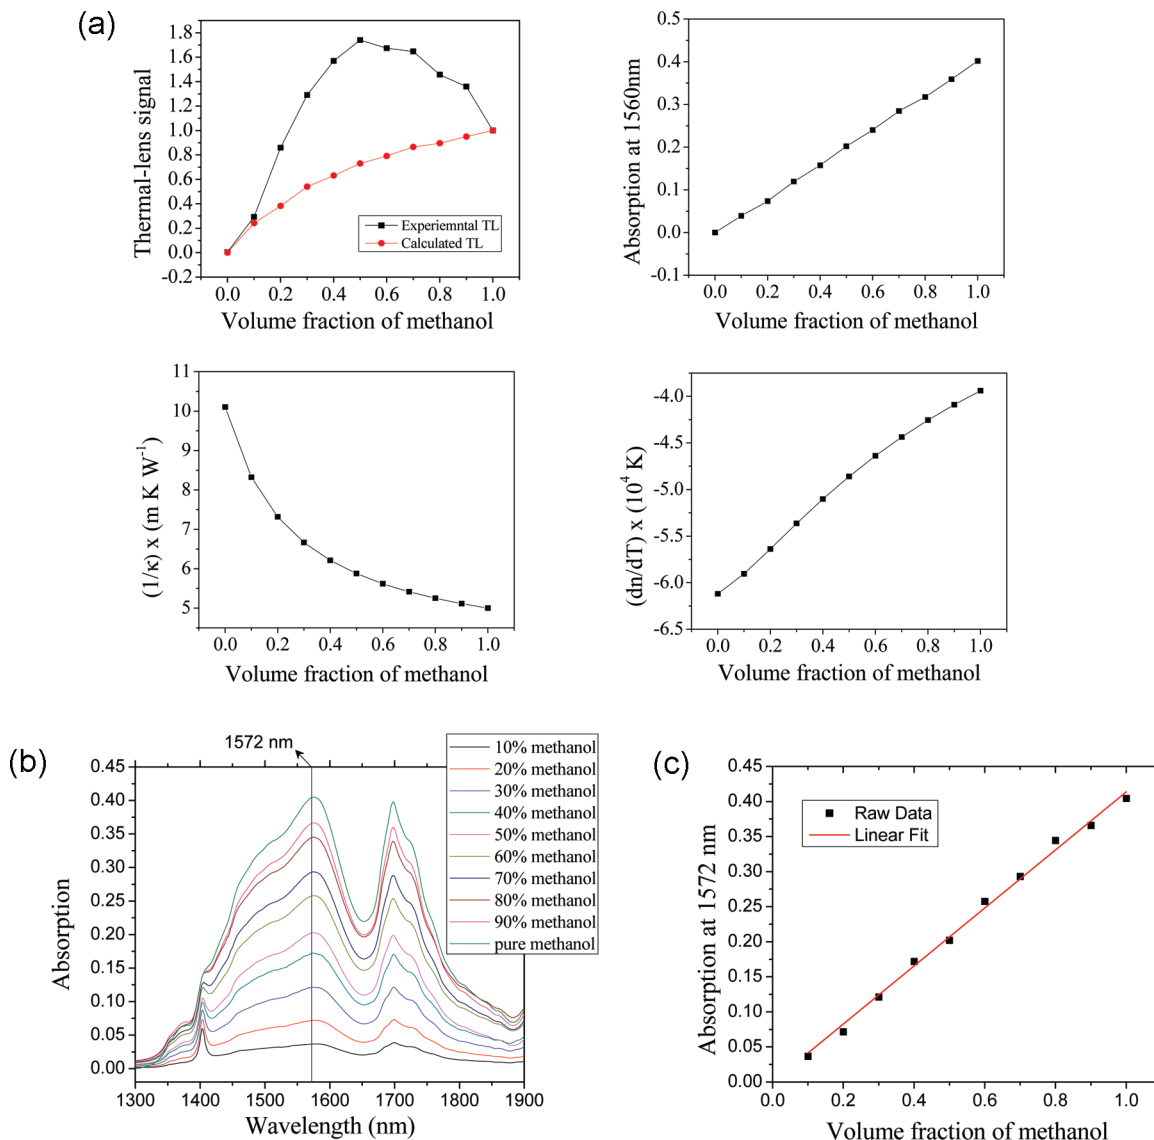 (a)
Thermal-lens signal
1.8
1.6
1.4
1.2
1.0
0.8
0.6
0.4
0.2
0.0
-0.2
Experiemntal TL
Calculated TL
0.0 0.2 0.4 0.6 0.8 1.0
Volume fraction of methanol
Absorption at 1560nm
0.5
0.4
0.3
0.2
0.1
0.0
-0.1
0.0 0.2 0.4 0.6 0.8 1.0
Volume fraction of methanol
(1/κ) x (m K W⁻¹)
11
10
9
8
7
6
5
0.0 0.2 0.4 0.6 0.8 1.0
Volume fraction of methanol
(dn/dT) x (10⁴ K)
-4.0
-4.5
-5.0
-5.5
-6.0
-6.5
0.0 0.2 0.4 0.6 0.8 1.0
Volume fraction of methanol
(b)
1572 nm
10% methanol
20% methanol
30% methanol
40% methanol
50% methanol
60% methanol
70% methanol
80% methanol
90% methanol
pure methanol
Absorption
0.45
0.40
0.35
0.30
0.25
0.20
0.15
0.10
0.05
0.00
1300 1400 1500 1600 1700 1800 1900
Wavelength (nm)
(c)
Absorption at 1572 nm
0.45
0.40
0.35
0.30
0.25
0.20
0.15
0.10
0.05
0.00
Raw Data
Linear Fit
0.0 0.2 0.4 0.6 0.8 1.0
Volume fraction of methanol